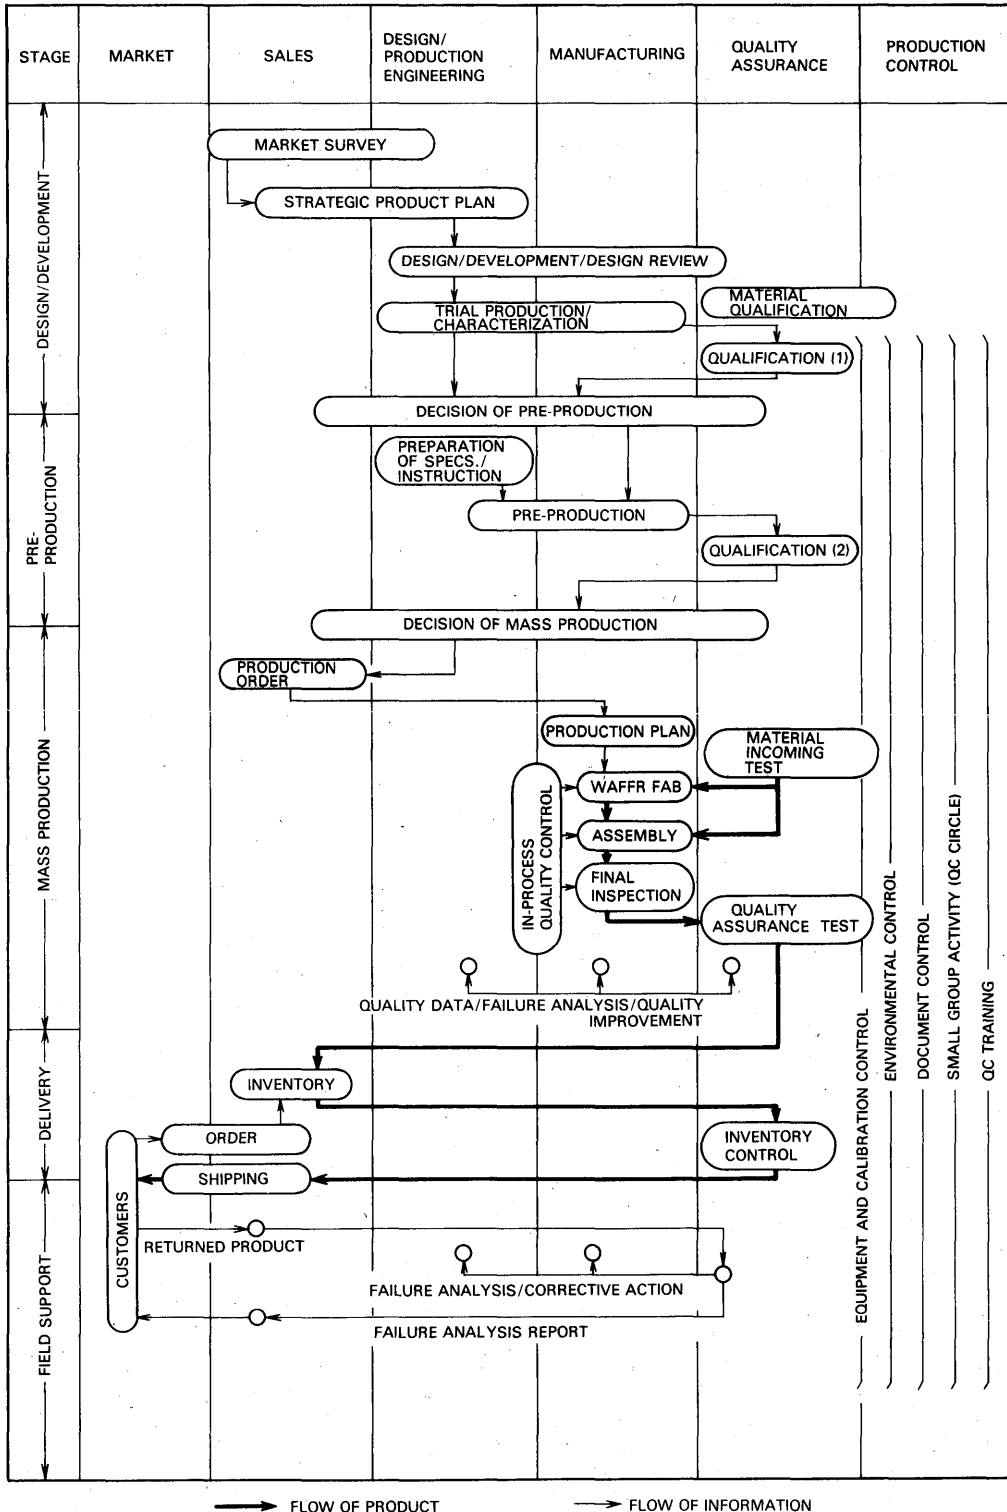 STAGE
MARKET
SALES
DESIGN/
PRODUCTION
ENGINEERING
MANUFACTURING
QUALITY
ASSURANCE
PRODUCTION
CONTROL
DESIGN/DEVELOPMENT
MARKET SURVEY
STRATEGIC PRODUCT PLAN
DESIGN/DEVELOPMENT/DESIGN REVIEW
TRIAL PRODUCTION/
CHARACTERIZATION
MATERIAL
QUALIFICATION
QUALIFICATION (1)
DECISION OF PRE-PRODUCTION
PRE-
PRODUCTION
PREPARATION
OF SPECS./
INSTRUCTION
PRE-PRODUCTION
QUALIFICATION (2)
DECISION OF MASS PRODUCTION
MASS PRODUCTION
PRODUCTION
ORDER
PRODUCTION PLAN
MATERIAL
INCOMING
TEST
IN-PROCESS
QUALITY CONTROL
WAFFR FAB
ASSEMBLY
FINAL
INSPECTION
QUALITY
ASSURANCE TEST
QUALITY DATA/FAILURE ANALYSIS/QUALITY
IMPROVEMENT
DELIVERY
INVENTORY
ORDER
INVENTORY
CONTROL
SHIPPING
CUSTOMERS
FIELD SUPPORT
RETURNED PRODUCT
FAILURE ANALYSIS/CORRECTIVE ACTION
FAILURE ANALYSIS REPORT
EQUIPMENT AND CALIBRATION CONTROL
ENVIRONMENTAL CONTROL
DOCUMENT CONTROL
SMALL GROUP ACTIVITY (QC CIRCLE)
QC TRAINING
FLOW OF PRODUCT
FLOW OF INFORMATION